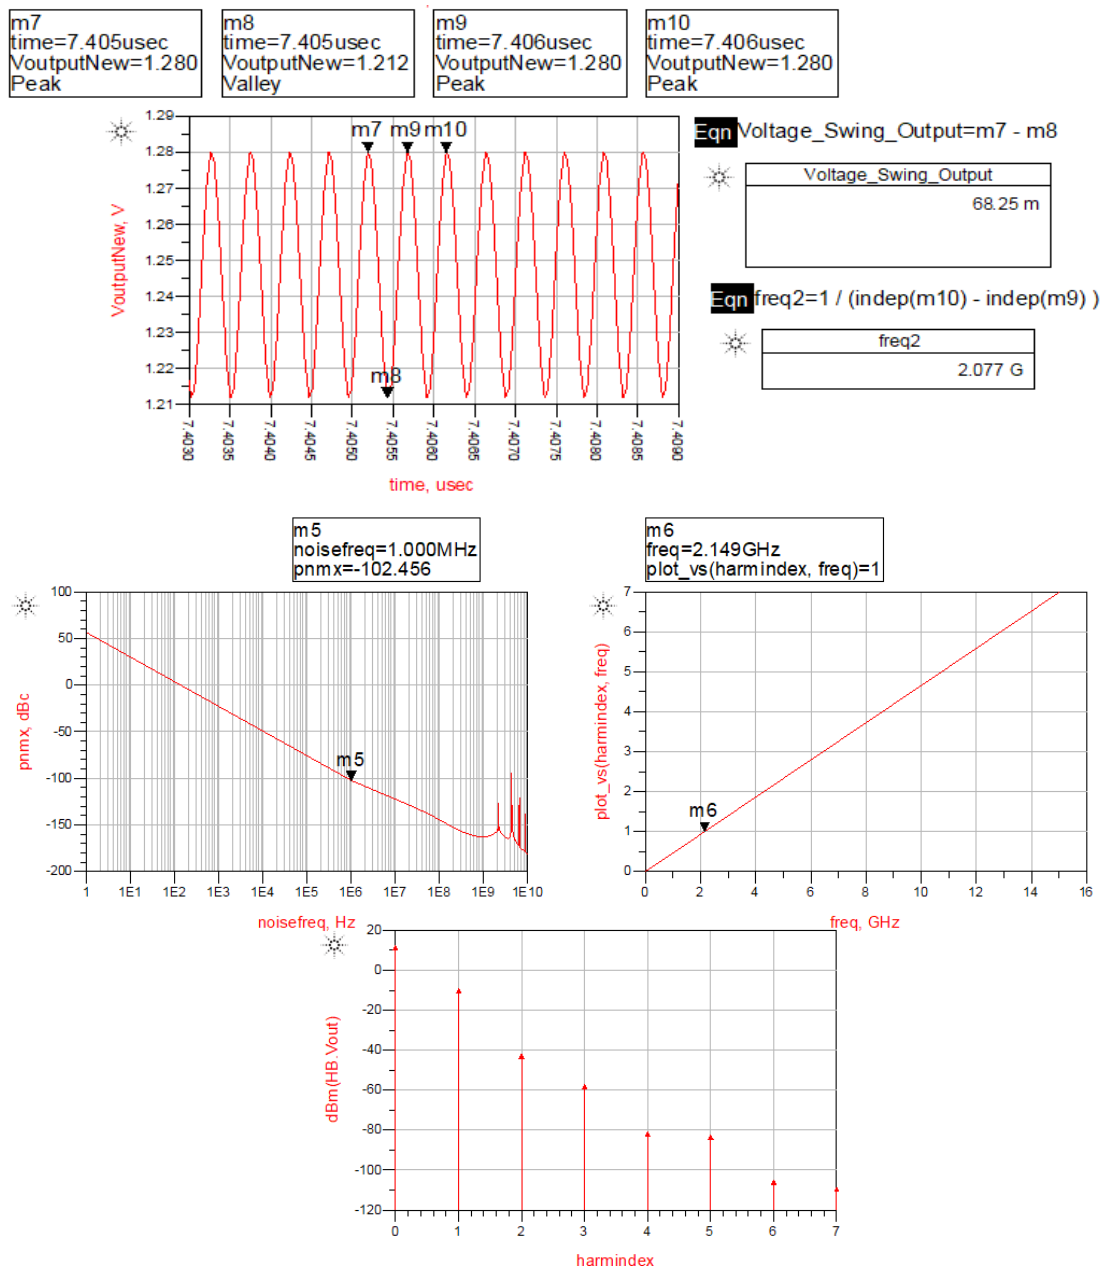 m7
time=7.405usec
VoutputNew=1.280
Peak
m8
time=7.405usec
VoutputNew=1.212
Valley
m9
time=7.406usec
VoutputNew=1.280
Peak
m10
time=7.406usec
VoutputNew=1.280
Peak
1.29
1.28
1.27
1.26
1.25
1.24
1.23
1.22
1.21
VoutputNew, V
m7 m9 m10
m8
7.4030
7.4035
7.4040
7.4045
7.4050
7.4055
7.4060
7.4065
7.4070
7.4075
7.4080
7.4085
7.4090
time, usec
Eqn Voltage_Swing_Output=m7 - m8
Voltage_Swing_Output
68.25 m
Eqn freq2=1 / (indep(m10) - indep(m9) )
freq2
2.077 G
m5
noisefreq=1.000MHz
pnmx=-102.456
100
50
0
-50
-100
-150
-200
pnmx, dBc
m5
1 1E1 1E2 1E3 1E4 1E5 1E6 1E7 1E8 1E9 1E10
noisefreq, Hz
m6
freq=2.149GHz
plot_vs(harmindex, freq)=1
7
6
5
4
3
2
1
0
plot_vs(harmindex, freq)
m6
0 2 4 6 8 10 12 14 16
freq, GHz
20
0
-20
-40
-60
-80
-100
-120
dBm(HB.Vout)
0 1 2 3 4 5 6 7
harmindex